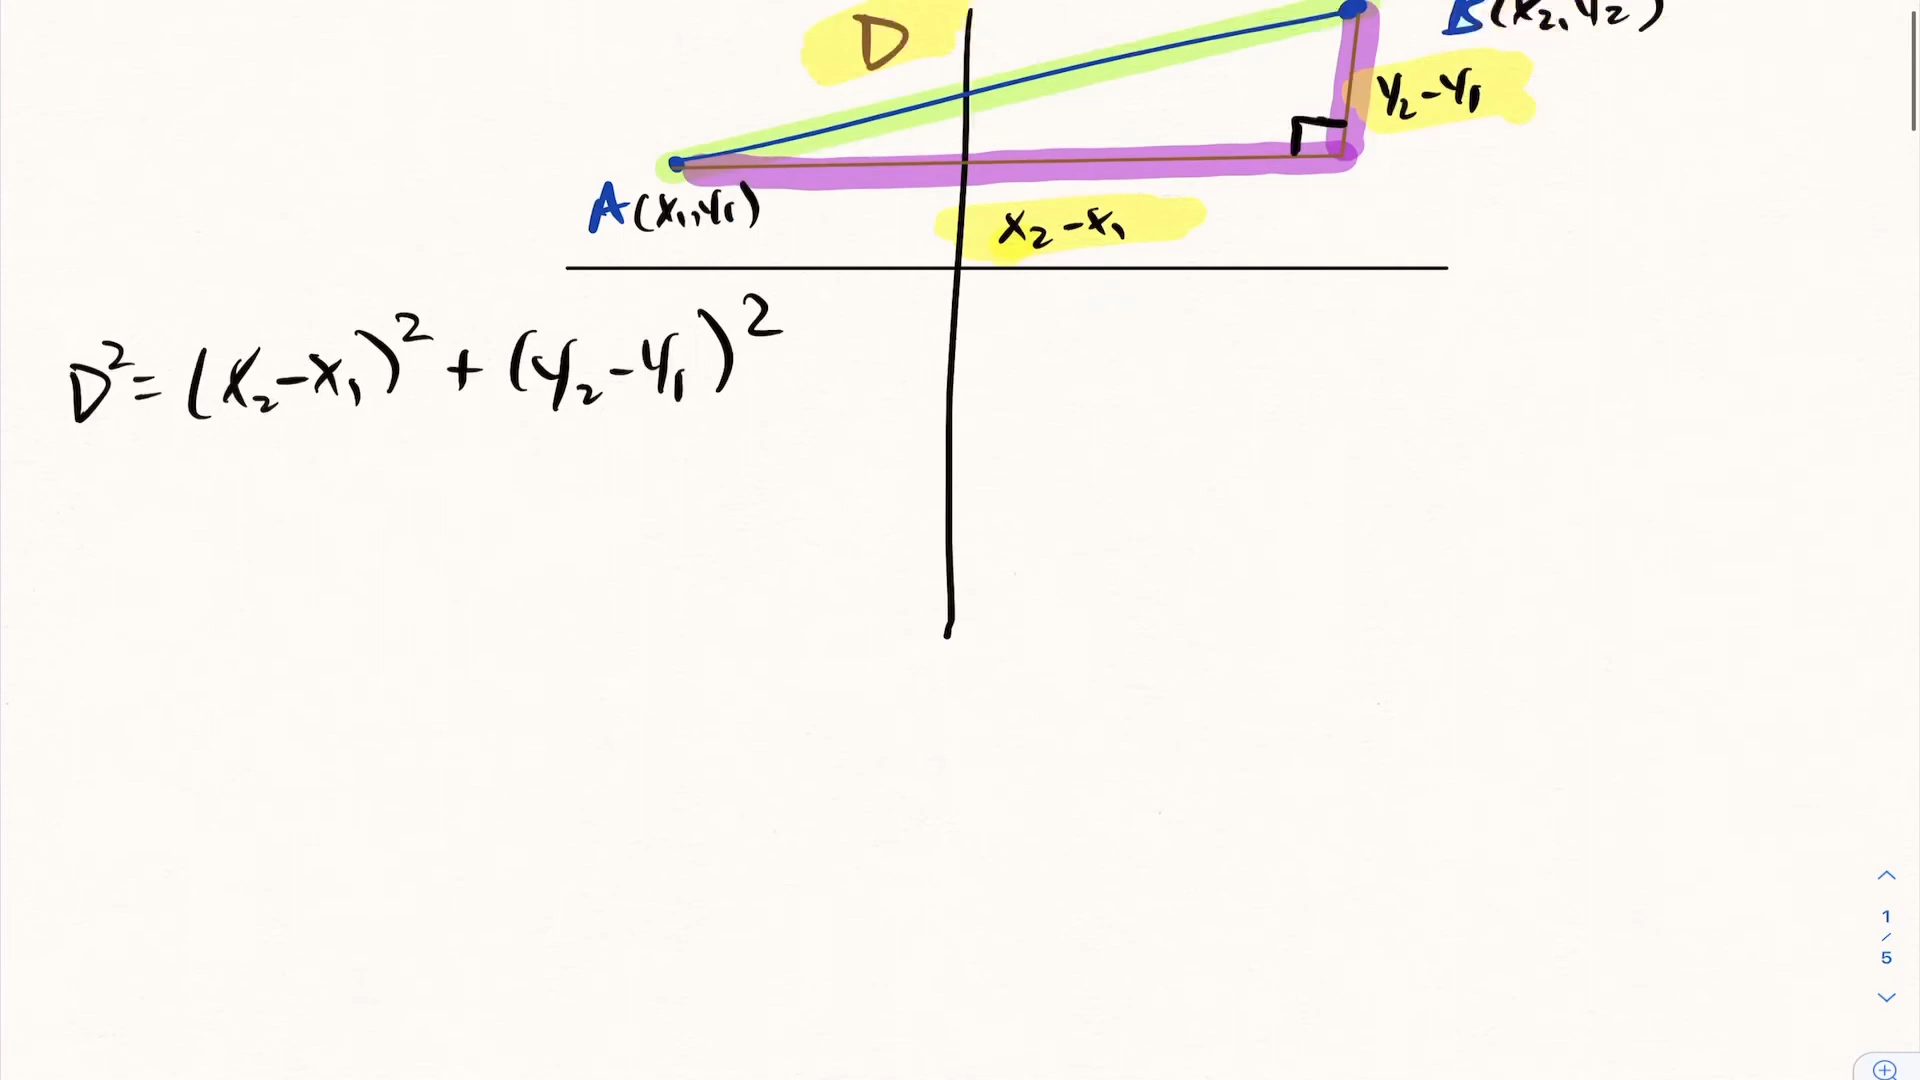 D
B(x₂, y₂)
y₂-y₁
A(x₁,y₁)
x₂-x₁
D²= (x₂-x₁)² + (y₂-y₁)²
1
/
5